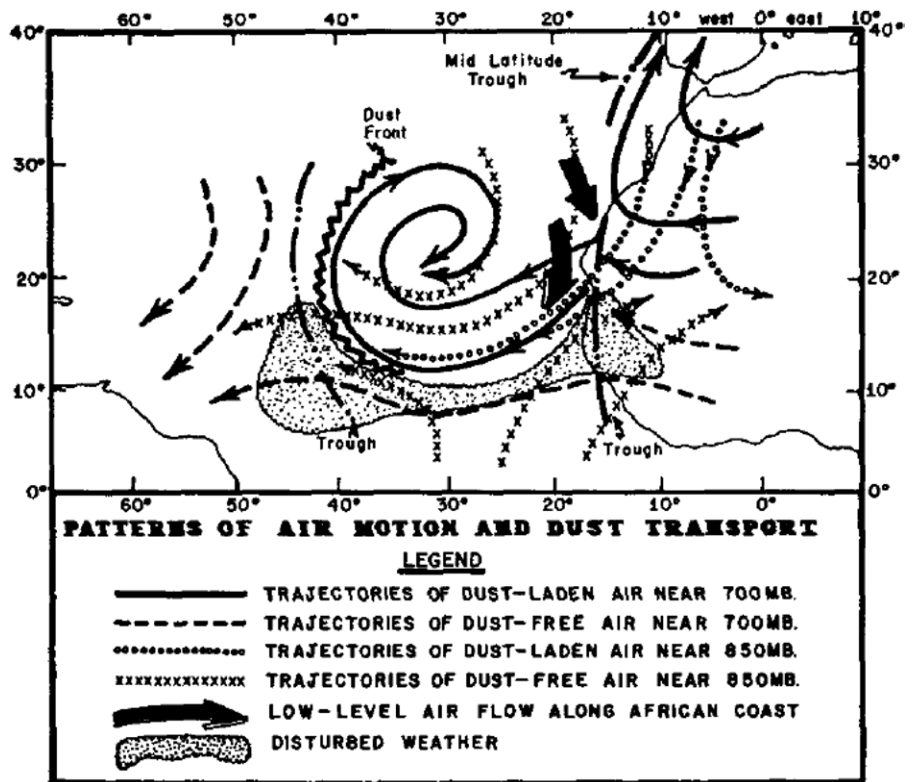 60° 50° 40° 30° 20° 10° west 0° east 10°
40° 40°
Mid Latitude
Trough
Dust
Front
30° 30°
20° 20°
10° 10°
Trough Trough
0° 0°
60° 50° 40° 30° 20° 10° 0°
PATTERNS OF AIR MOTION AND DUST TRANSPORT
LEGEND
TRAJECTORIES OF DUST-LADEN AIR NEAR 700MB.
TRAJECTORIES OF DUST-FREE AIR NEAR 700MB.
TRAJECTORIES OF DUST-LADEN AIR NEAR 850MB.
TRAJECTORIES OF DUST-FREE AIR NEAR 850MB.
LOW-LEVEL AIR FLOW ALONG AFRICAN COAST
DISTURBED WEATHER